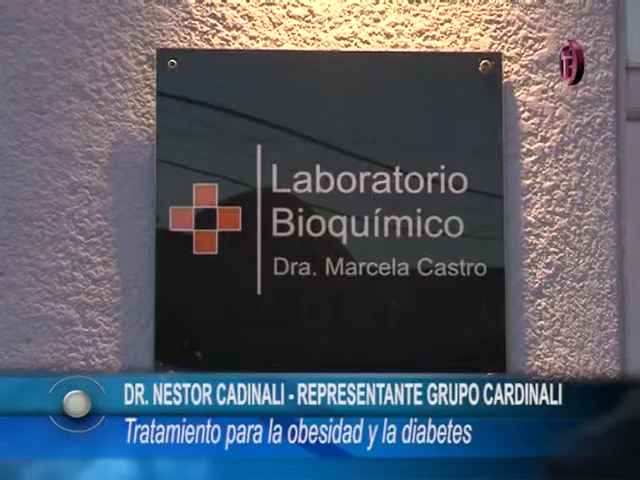 Laboratorio
Bioquímico
Dra. Marcela Castro
DR. NESTOR CADINALI - REPRESENTANTE GRUPO CARDINALI
Tratamiento para la obesidad y la diabetes